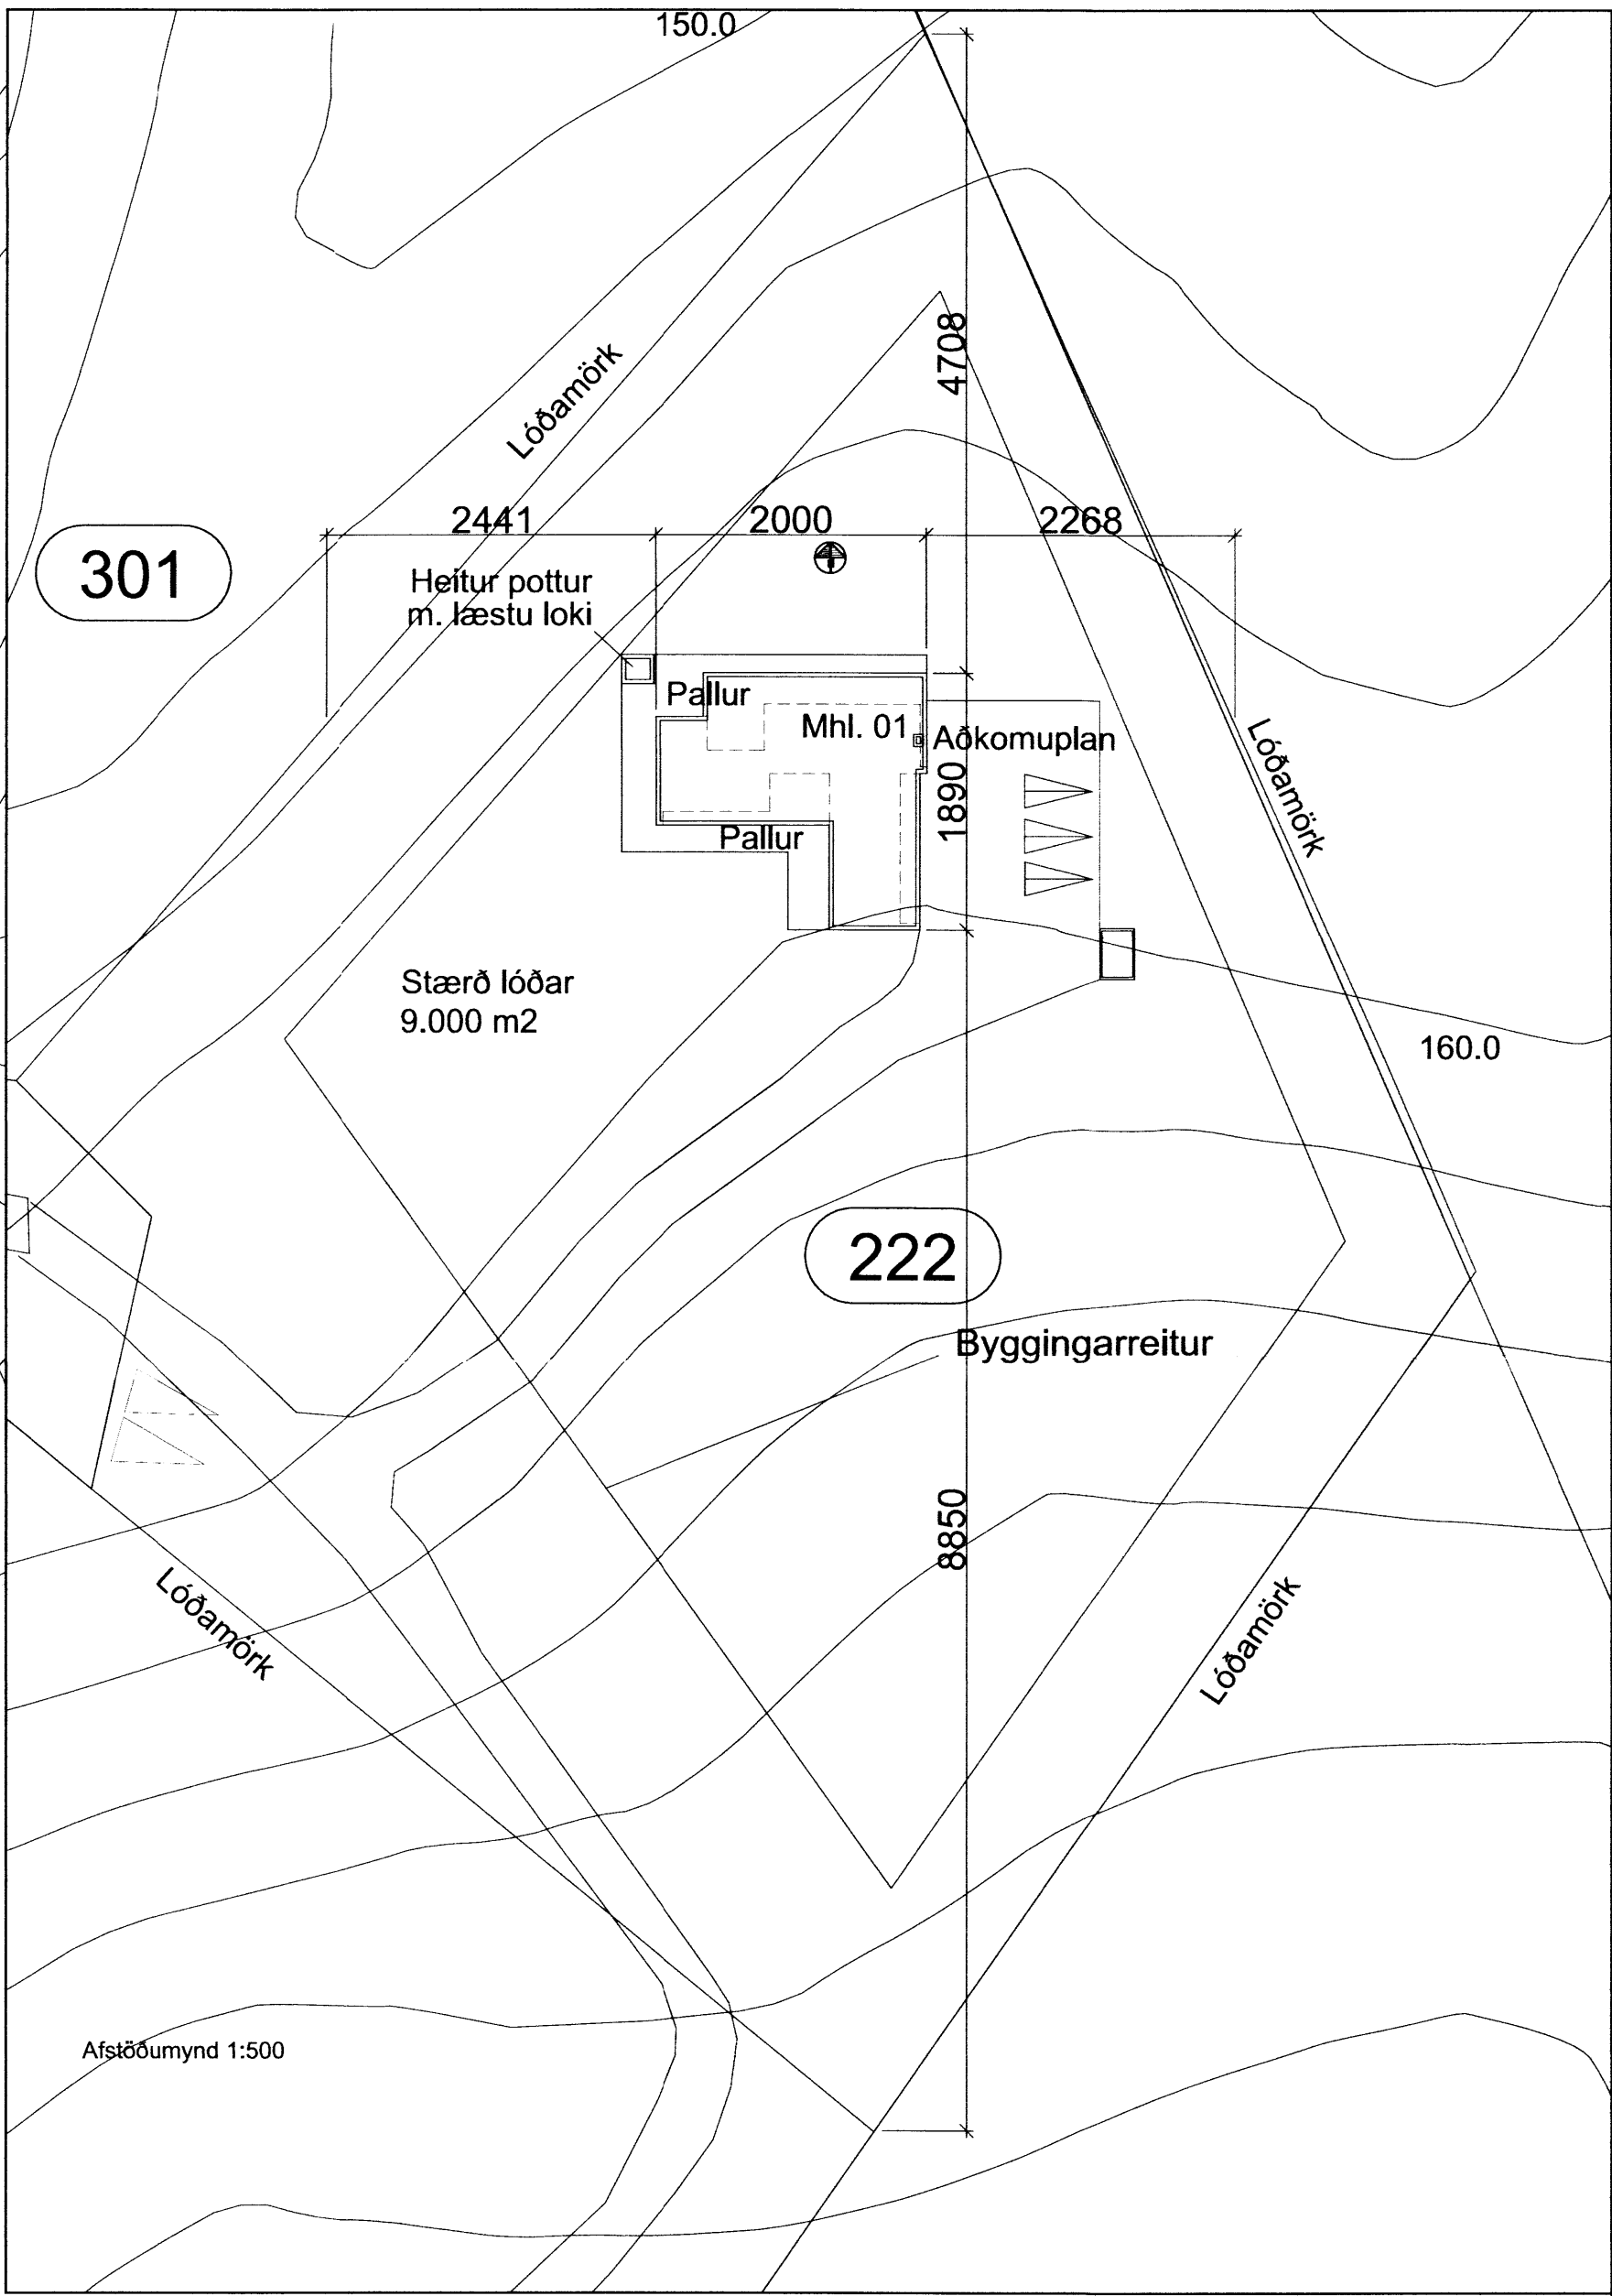 150.0
4708
Lóðamörk
2441
2000
2268
301
Heitur pottur
m. læstu loki
Pallur
Mhl. 01
Aðkomuplan
Lóðamörk
1890
Pallur
Stærð lóðar
9.000 m2
160.0
222
Byggingarreitur
8850
Lóðamörk
Lóðamörk
Afstöðumynd 1:500